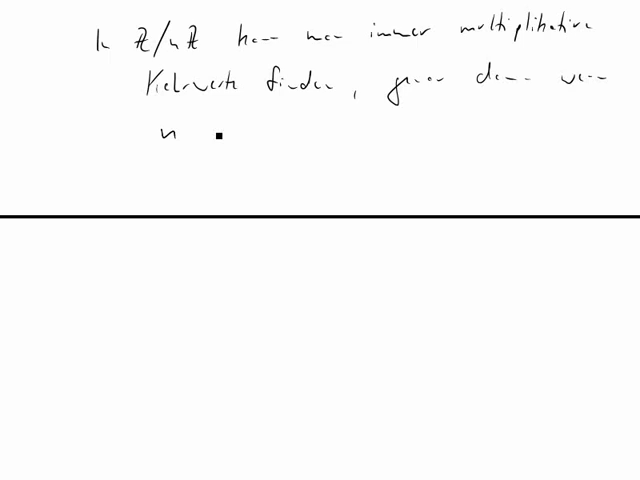 In ℤ/nℤ kann man immer multiplikative
Kehrwerte finden, genau dann wenn
n